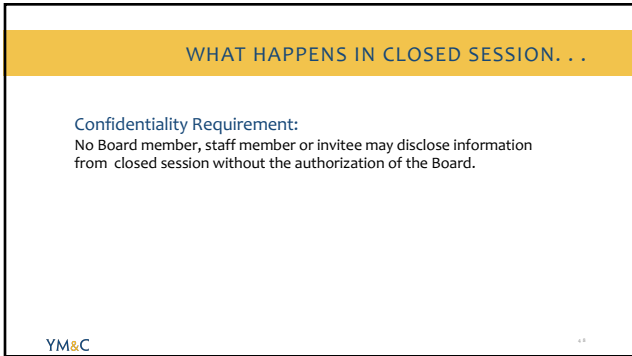 WHAT HAPPENS IN CLOSED SESSION. . .
Confidentiality Requirement:
No Board member, staff member or invitee may disclose information
from closed session without the authorization of the Board.
YM&C
48